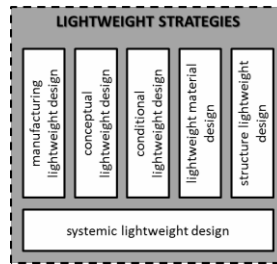 LIGHTWEIGHT STRATEGIES
manufacturing
lightweight design
conceptual
lightweight design
conditional
lightweight design
lightweight material
design
structure lightweight
design
systemic lightweight design